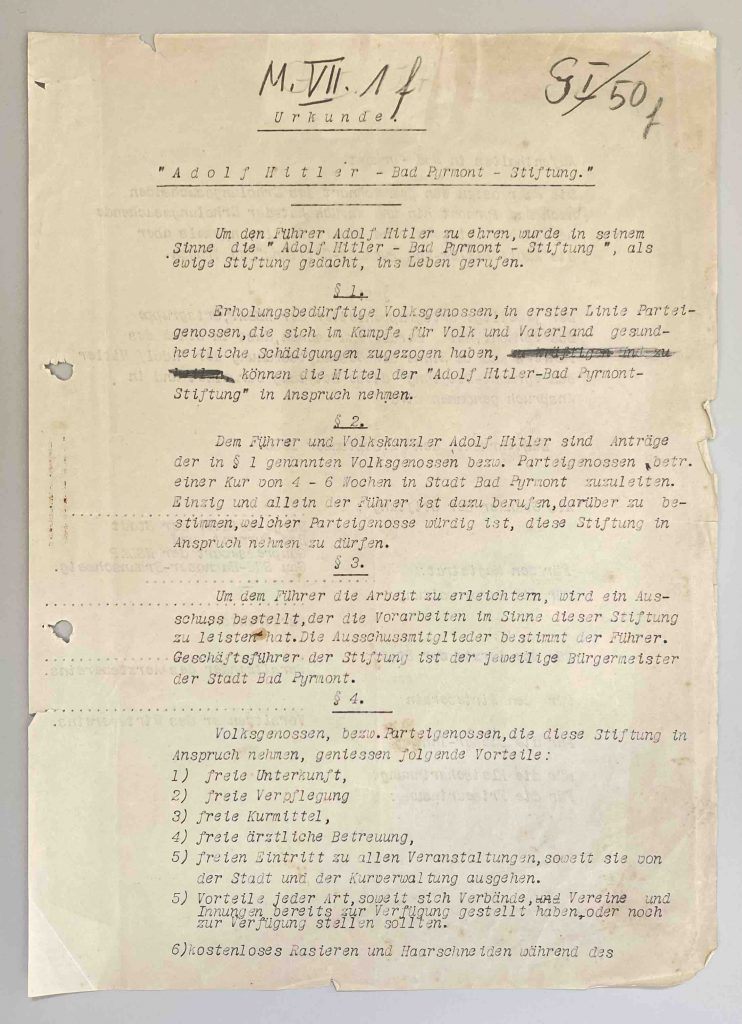 M. VII. 1 f
G I/50 f
Urkunde.
"Adolf Hitler - Bad Pyrmont - Stiftung."
Um den Führer Adolf Hitler zu ehren,wurde in seinem
Sinne die " Adolf Hitler - Bad Pyrmont - Stiftung ", als
ewige Stiftung gedacht, ins Leben gerufen.
§ 1.
Erholungsbedürftige Volksgenossen,in erster Linie Partei-
genossen,die sich im Kampfe für Volk und Vaterland gesund-
heitliche Schädigungen zugezogen haben, zu kräftigen und zu
heilen, können die Mittel der "Adolf Hitler-Bad Pyrmont-
Stiftung" in Anspruch nehmen.
§ 2.
Dem Führer und Volkskanzler Adolf Hitler sind Anträge
der in § 1 genannten Volksgenossen bezw. Parteigenossen betr.
einer Kur von 4 - 6 Wochen in Stadt Bad Pyrmont zuzuleiten.
Einzig und allein der Führer ist dazu berufen,darüber zu be-
stimmen,welcher Parteigenosse würdig ist, diese Stiftung in
Anspruch nehmen zu dürfen.
§ 3.
Um dem Führer die Arbeit zu erleichtern, wird ein Aus-
schuss bestellt,der die Vorarbeiten im Sinne dieser Stiftung
zu leisten hat.Die Ausschussmitglieder bestimmt der Führer.
Geschäftsführer der Stiftung ist der jeweilige Bürgermeister
der Stadt Bad Pyrmont.
§ 4.
Volksgenossen, bezw.Parteigenossen,die diese Stiftung in
Anspruch nehmen, geniessen folgende Vorteile:
1) freie Unterkunft,
2) freie Verpflegung
3) freie Kurmittel,
4) freie ärztliche Betreuung,
5) freien Eintritt zu allen Veranstaltungen,soweit sie von
der Stadt und der Kurverwaltung ausgehen.
5) Vorteile jeder Art,soweit sich Verbände,und Vereine und
Innungen bereits zur Verfügung gestellt haben,oder noch
zur Verfügung stellen sollten.
6)kostenloses Rasieren und Haarschneiden während des